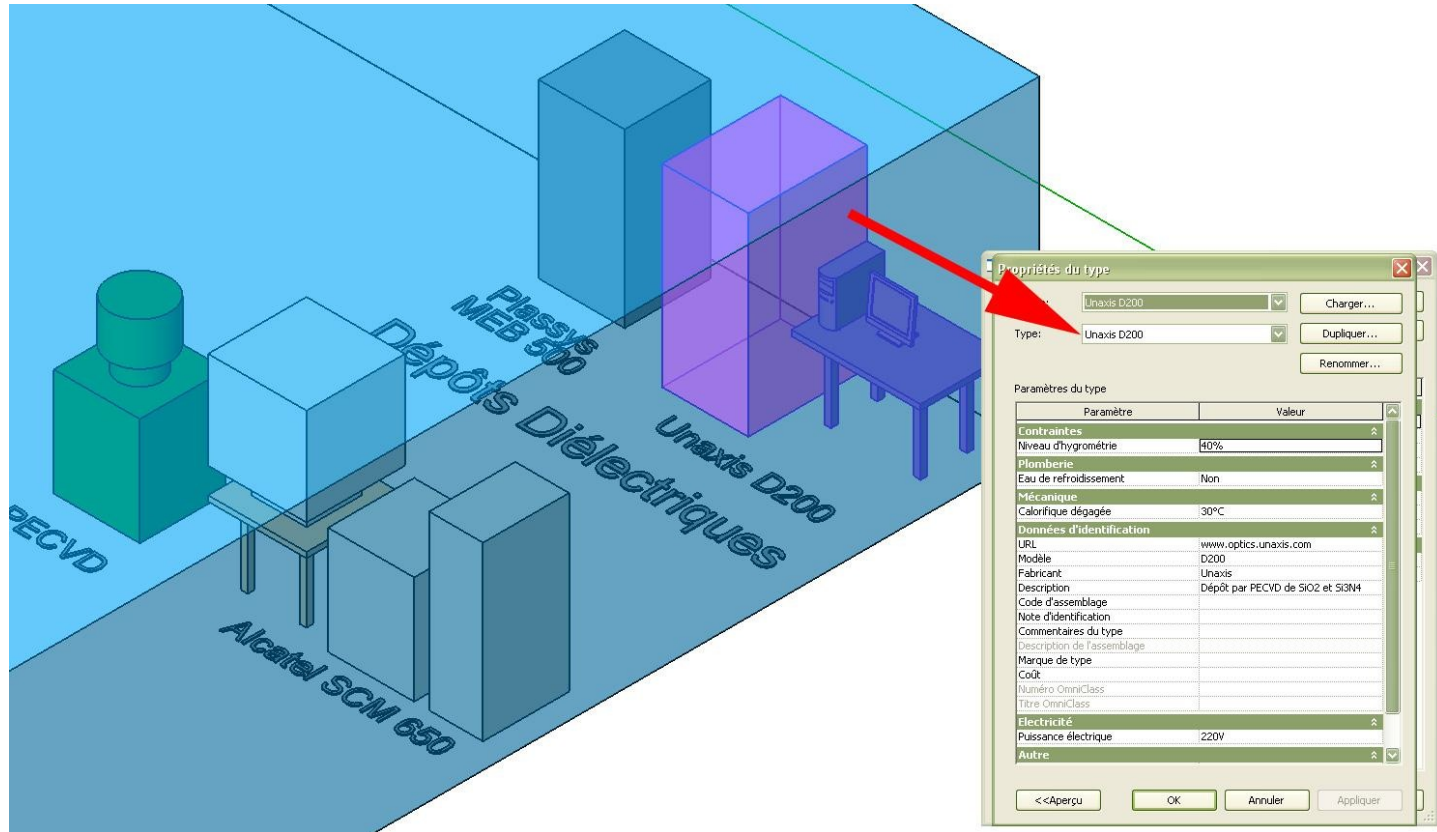 Plassys
MEB 500
Dépôts Diélectriques
Unaxis D200
PECVD
Alcatel SCM 650
Propriétés du type
Unaxis D200
Charger...
Type:
Unaxis D200
Dupliquer...
Renommer...
Paramètres du type
Paramètre Valeur
Contraintes
Niveau d'hygrométrie 40%
Plomberie
Eau de refroidissement Non
Mécanique
Calorifique dégagée 30°C
Données d'identification
URL www.optics.unaxis.com
Modèle D200
Fabricant Unaxis
Description Dépôt par PECVD de SiO2 et Si3N4
Code d'assemblage
Note d'identification
Commentaires du type
Description de l'assemblage
Marque de type
Coût
Numéro OmniClass
Titre OmniClass
Electricité
Puissance électrique 220V
Autre
<<Aperçu OK Annuler Appliquer